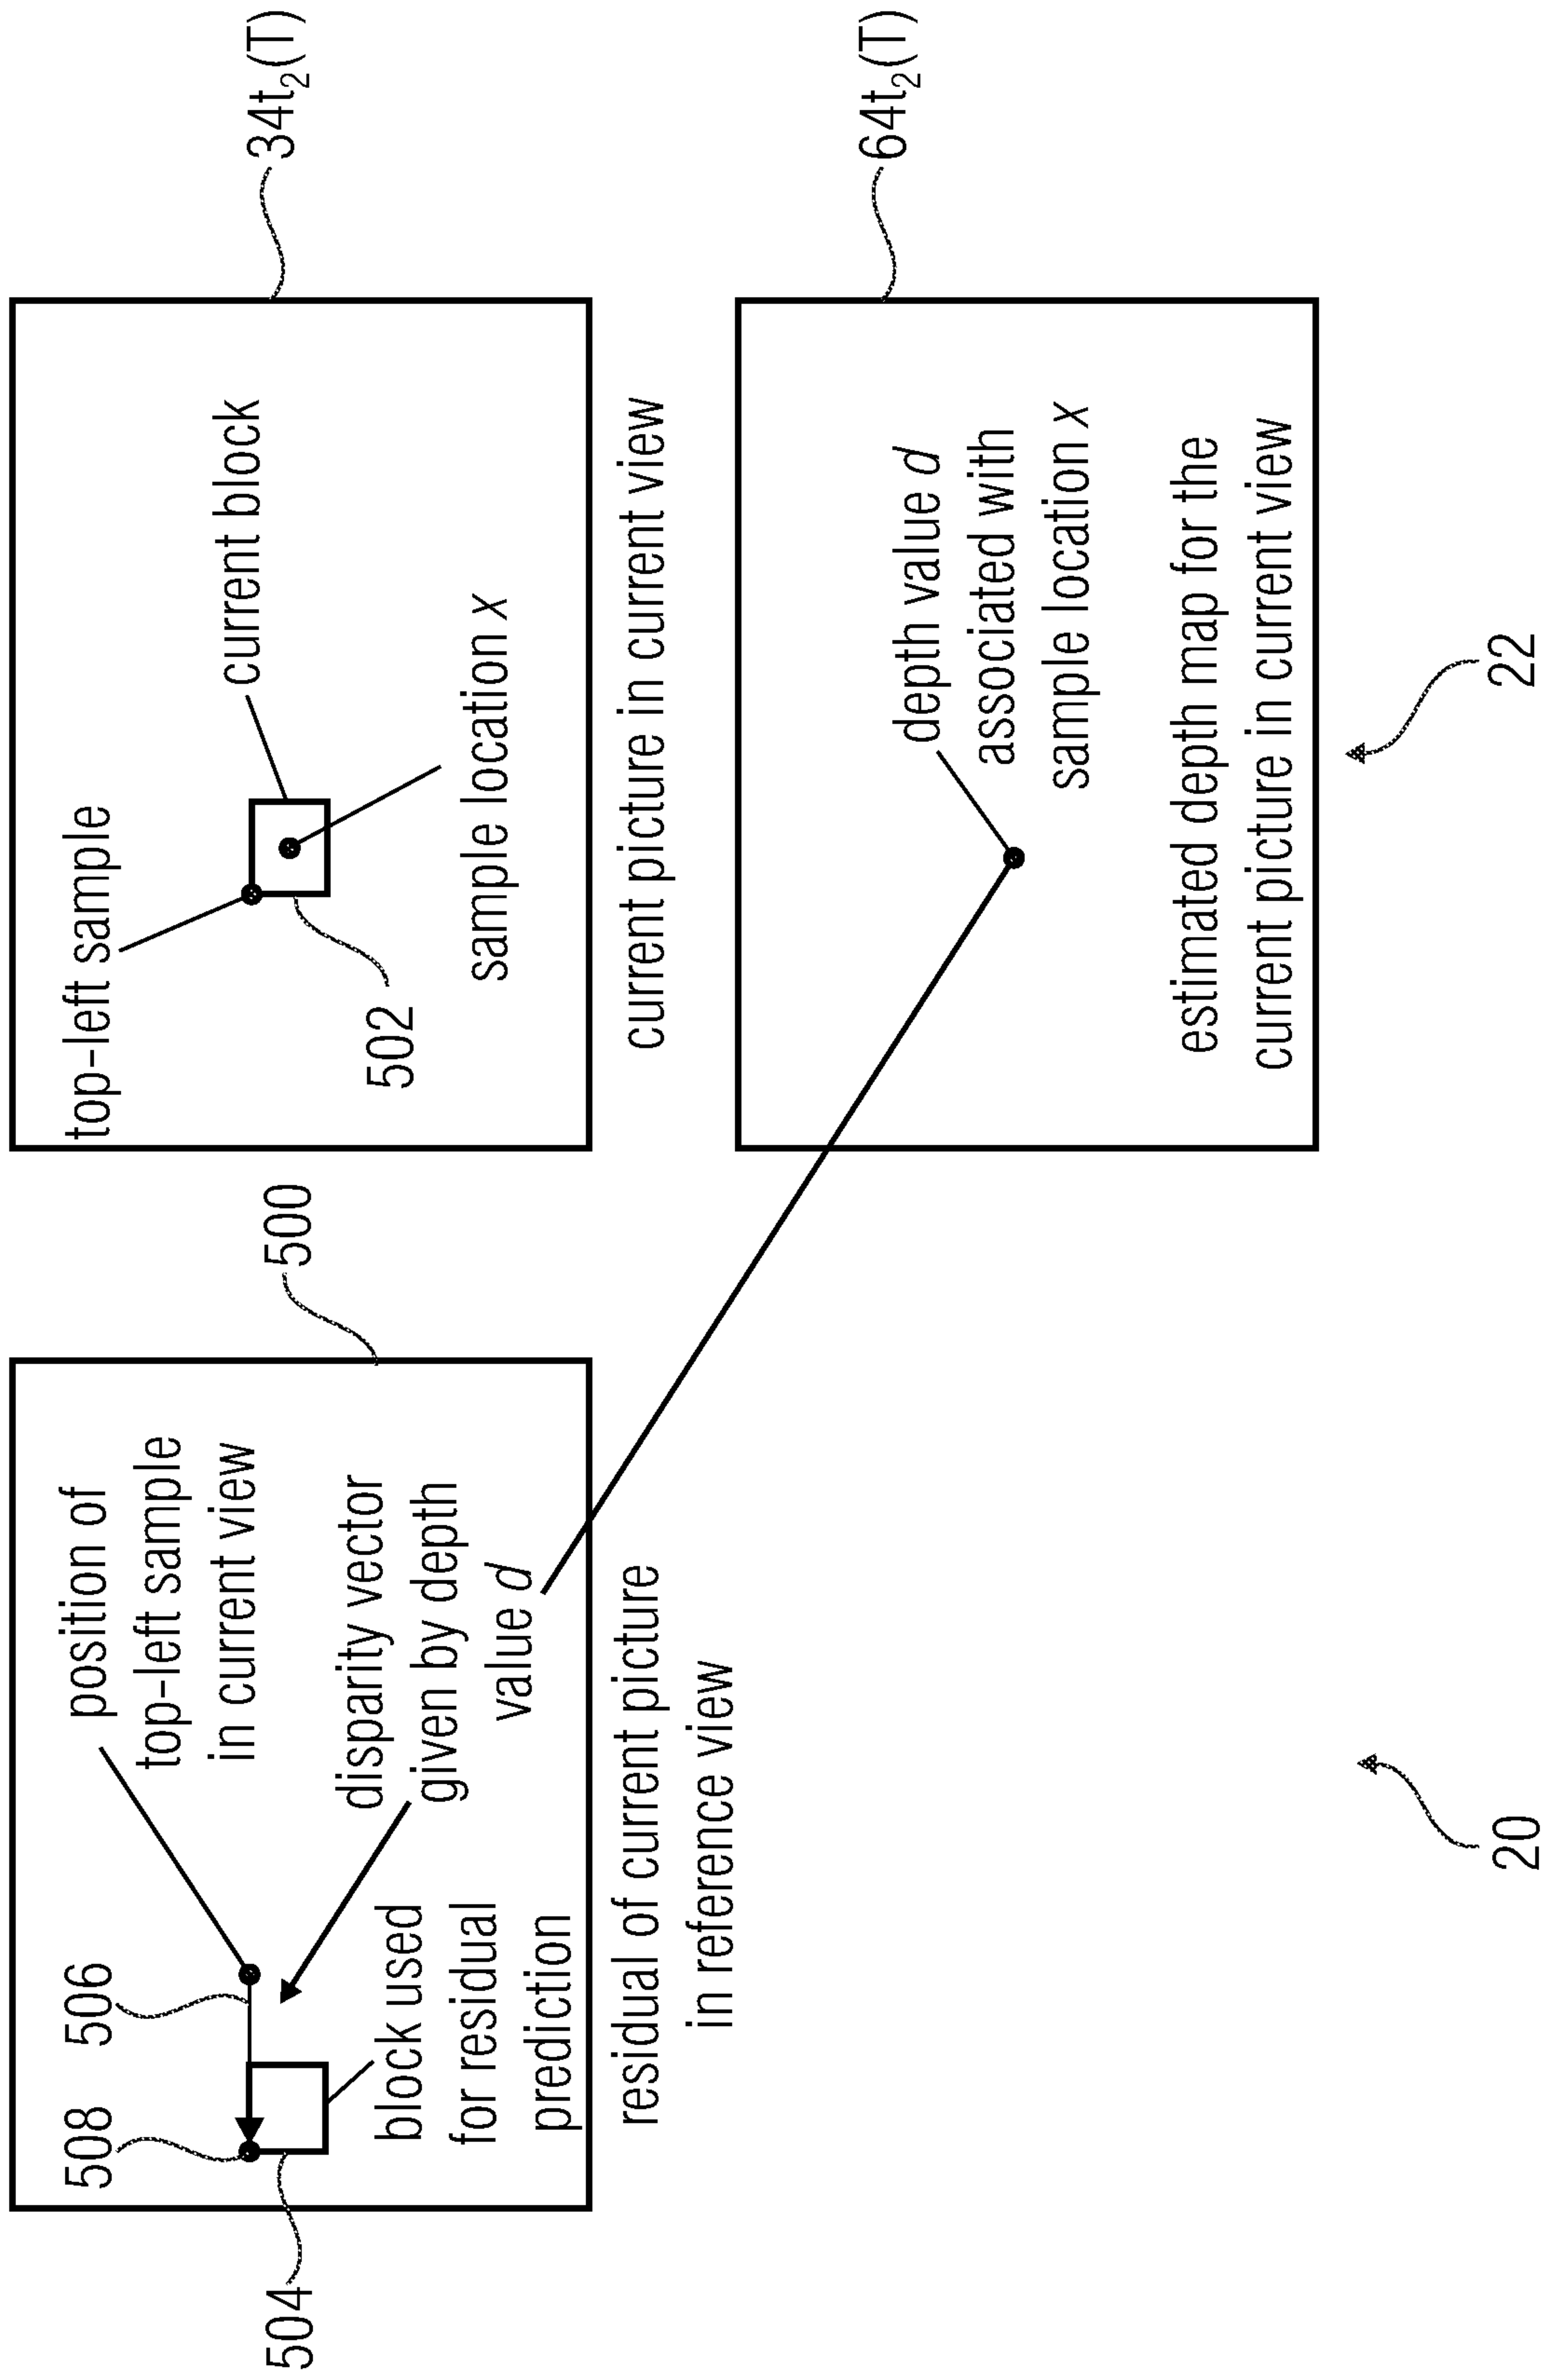 508
506
position of
top-left sample
in current view
disparity vector
given by depth
value d
block used
for residual
prediction
504
500
residual of current picture
in reference view
20
top-left sample
current block
502
sample location x
34t₂(T)
current picture in current view
depth value d
associated with
sample location x
64t₂(T)
estimated depth map for the
current picture in current view
22